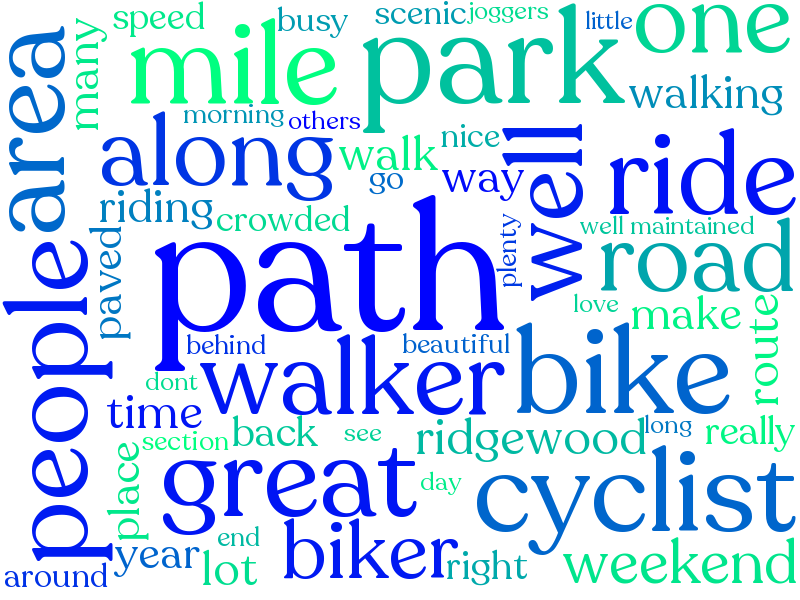 speed
busy
scenic
joggers
little
one
many
mile
park
walking
area
morning
others
along
walk
nice
well
ride
go
way
riding
crowded
plenty
well maintained
paved
path
road
people
love
make
route
behind
beautiful
bike
dont
walker
time
section
back
see
ridgewood
long
really
place
great
day
cyclist
end
biker
year
lot
right
weekend
around